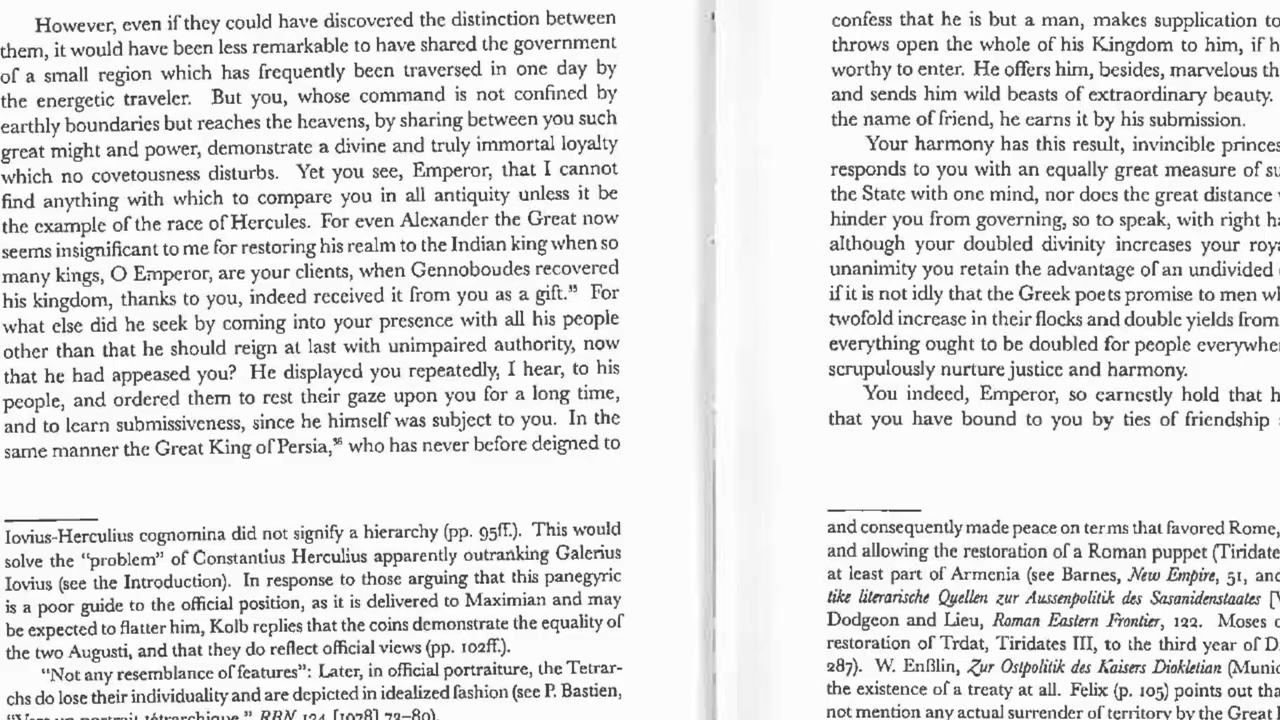 However, even if they could have discovered the distinction between
them, it would have been less remarkable to have shared the government
of a small region which has frequently been traversed in one day by
the energetic traveler. But you, whose command is not confined by
earthly boundaries but reaches the heavens, by sharing between you such
great might and power, demonstrate a divine and truly immortal loyalty
which no covetousness disturbs. Yet you see, Emperor, that I cannot
find anything with which to compare you in all antiquity unless it be
the example of the race of Hercules. For even Alexander the Great now
seems insignificant to me for restoring his realm to the Indian king when so
many kings, O Emperor, are your clients, when Gennoboudes recovered
his kingdom, thanks to you, indeed received it from you as a gift.³⁵ For
what else did he seek by coming into your presence with all his people
other than that he should reign at last with unimpaired authority, now
that he had appeased you? He displayed you repeatedly, I hear, to his
people, and ordered them to rest their gaze upon you for a long time,
and to learn submissiveness, since he himself was subject to you. In the
same manner the Great King of Persia,³⁶ who has never before deigned to
Iovius-Herculius cognomina did not signify a hierarchy (pp. 95ff.). This would
solve the "problem" of Constantius Herculius apparently outranking Galerius
Iovius (see the Introduction). In response to those arguing that this panegyric
is a poor guide to the official position, as it is delivered to Maximian and may
be expected to flatter him, Kolb replies that the coins demonstrate the equality of
the two Augusti, and that they do reflect official views (pp. 102ff.).
"Not any resemblance of features": Later, in official portraiture, the Tetrar-
chs do lose their individuality and are depicted in idealized fashion (see P. Bastien,
"Vers un portrait tétrarchique," RBN 124 [1978] 72–80).
confess that he is but a man, makes supplication to
throws open the whole of his Kingdom to him, if h
worthy to enter. He offers him, besides, marvelous th
and sends him wild beasts of extraordinary beauty.
the name of friend, he earns it by his submission.
Your harmony has this result, invincible princes
responds to you with an equally great measure of su
the State with one mind, nor does the great distance
hinder you from governing, so to speak, with right ha
although your doubled divinity increases your roya
unanimity you retain the advantage of an undivided
if it is not idly that the Greek poets promise to men wh
twofold increase in their flocks and double yields from
everything ought to be doubled for people everywher
scrupulously nurture justice and harmony.
You indeed, Emperor, so earnestly hold that h
that you have bound to you by ties of friendship
and consequently made peace on terms that favored Rome,
and allowing the restoration of a Roman puppet (Tiridate
at least part of Armenia (see Barnes, New Empire, 51, and
tike literarische Quellen zur Aussenpolitik des Sasanidenstaates [V
Dodgeon and Lieu, Roman Eastern Frontier, 122. Moses o
restoration of Trdat, Tiridates III, to the third year of D
287). W. Enßlin, Zur Ostpolitik des Kaisers Diokletian (Munic
the existence of a treaty at all. Felix (p. 105) points out tha
not mention any actual surrender of territory by the Great